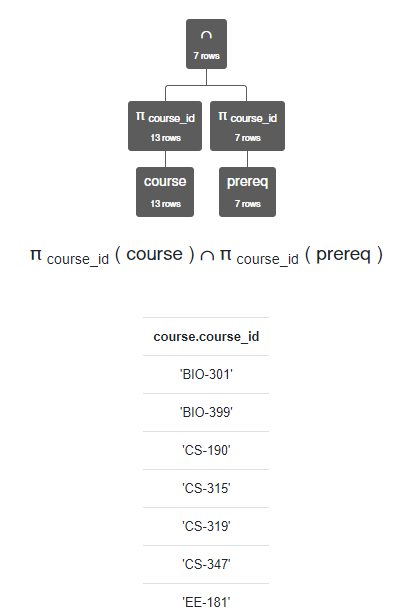 ∩
7 rows
π course_id
13 rows
π course_id
7 rows
course
13 rows
prereq
7 rows
π course_id ( course ) ∩ π course_id ( prereq )
course.course_id
'BIO-301'
'BIO-399'
'CS-190'
'CS-315'
'CS-319'
'CS-347'
'EE-181'